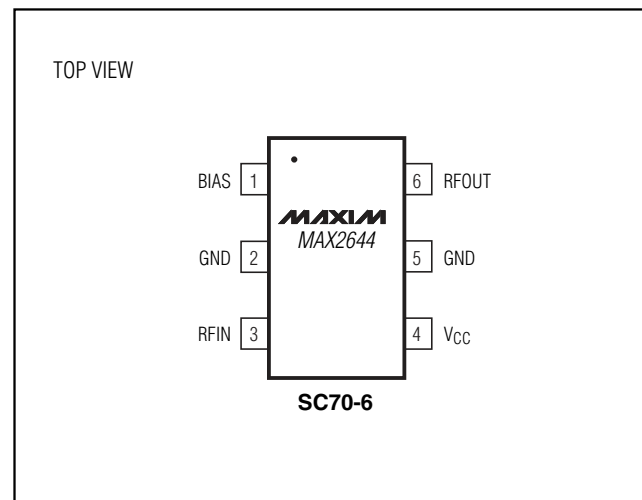 TOP VIEW
BIAS 1 6 RFOUT
MAXIM
MAX2644
GND 2 5 GND
RFIN 3 4 VCC
SC70-6